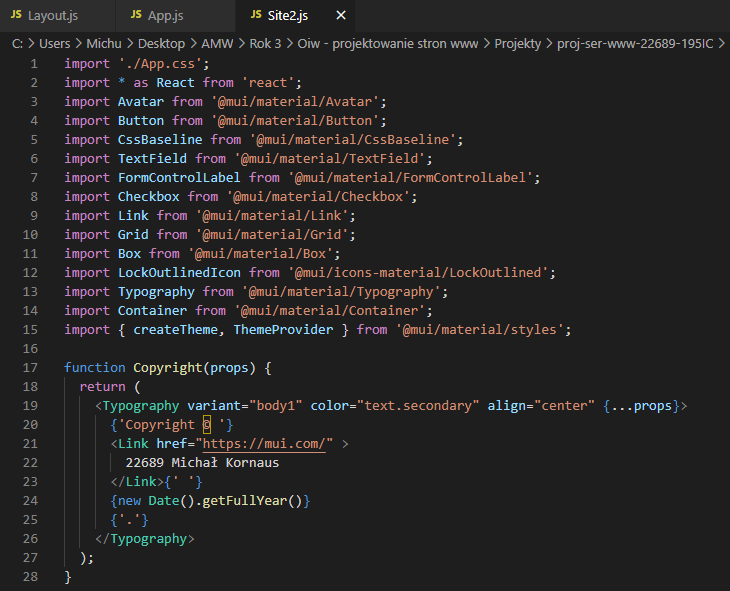 JS Layout.js JS App.js JS Site2.js ×
C: > Users > Michu > Desktop > AMW > Rok 3 > Oiw - projektowanie stron www > Projekty > proj-ser-www-22689-195IC >
1 import './App.css';
2 import * as React from 'react';
3 import Avatar from '@mui/material/Avatar';
4 import Button from '@mui/material/Button';
5 import CssBaseline from '@mui/material/CssBaseline';
6 import TextField from '@mui/material/TextField';
7 import FormControlLabel from '@mui/material/FormControlLabel';
8 import Checkbox from '@mui/material/Checkbox';
9 import Link from '@mui/material/Link';
10 import Grid from '@mui/material/Grid';
11 import Box from '@mui/material/Box';
12 import LockOutlinedIcon from '@mui/icons-material/LockOutlined';
13 import Typography from '@mui/material/Typography';
14 import Container from '@mui/material/Container';
15 import { createTheme, ThemeProvider } from '@mui/material/styles';
16
17 function Copyright(props) {
18   return (
19     <Typography variant="body1" color="text.secondary" align="center" {...props}>
20       {'Copyright © '}
21       <Link href="https://mui.com/" >
22         22689 Michał Kornaus
23       </Link>{' '}
24       {new Date().getFullYear()}
25       {'.'}
26     </Typography>
27   );
28 }